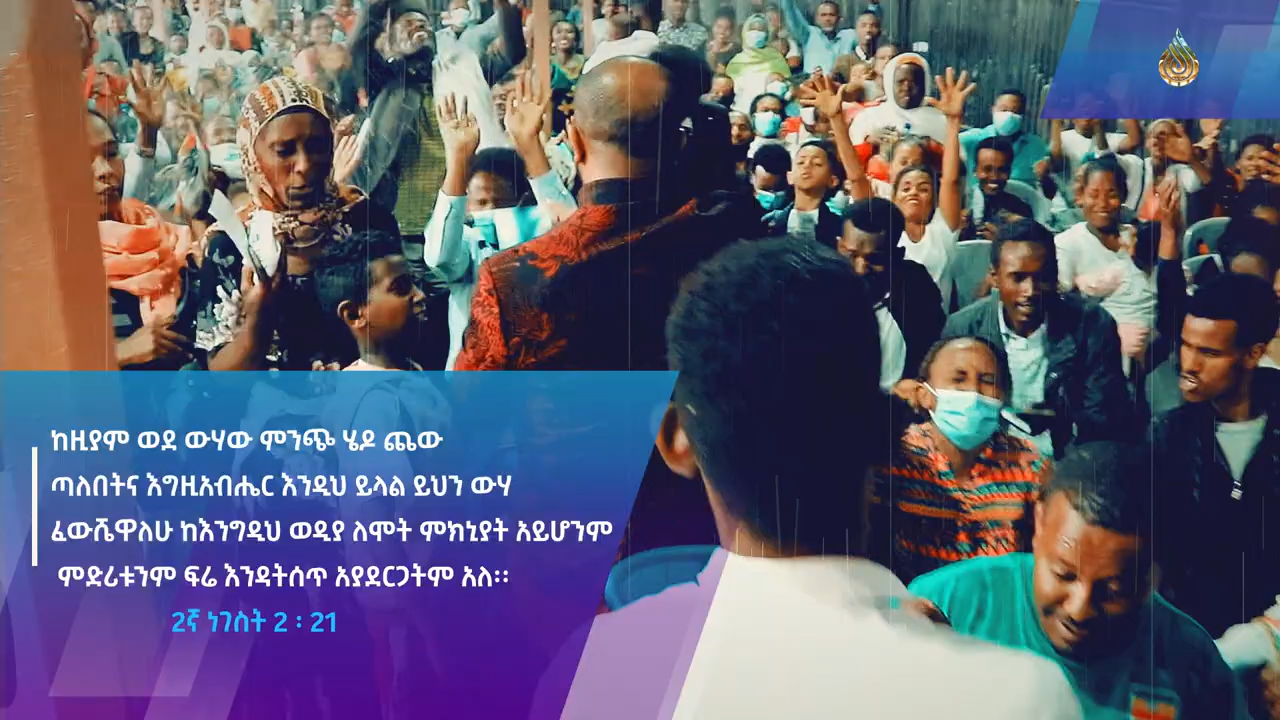 ከዚያም ወደ ውሃው ምንጭ ሄዶ ጨው
ጣለበትና እግዚአብሔር እንዲህ ይላል ይህን ውሃ
ፈውሼዋለሁ ከእንግዲህ ወዲያ ለሞት ምክኒያት አይሆንም
ምድሪቱንም ፍሬ እንዳትሰጥ አያደርጋትም አለ፡፡
2ኛ ነገስት 2 ፡ 21